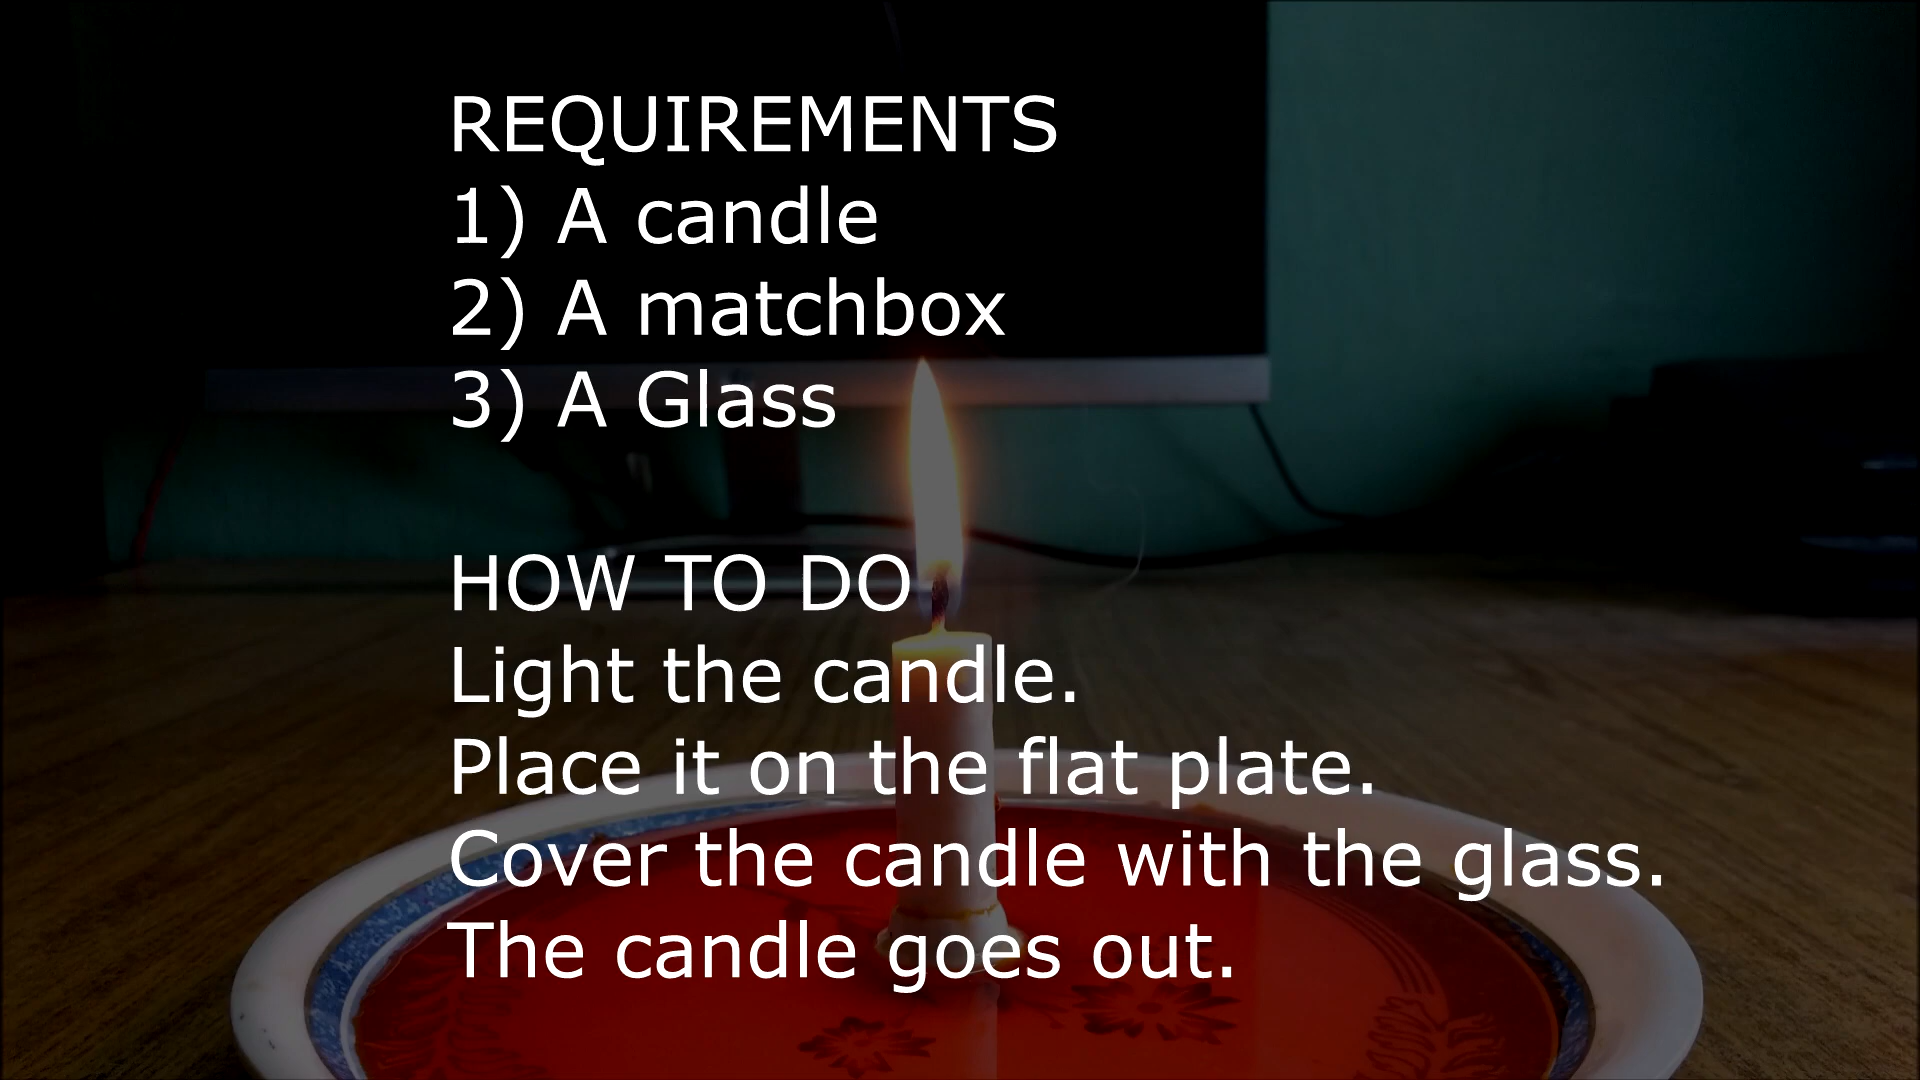 REQUIREMENTS
1) A candle
2) A matchbox
3) A Glass
HOW TO DO
Light the candle.
Place it on the flat plate.
Cover the candle with the glass.
The candle goes out.